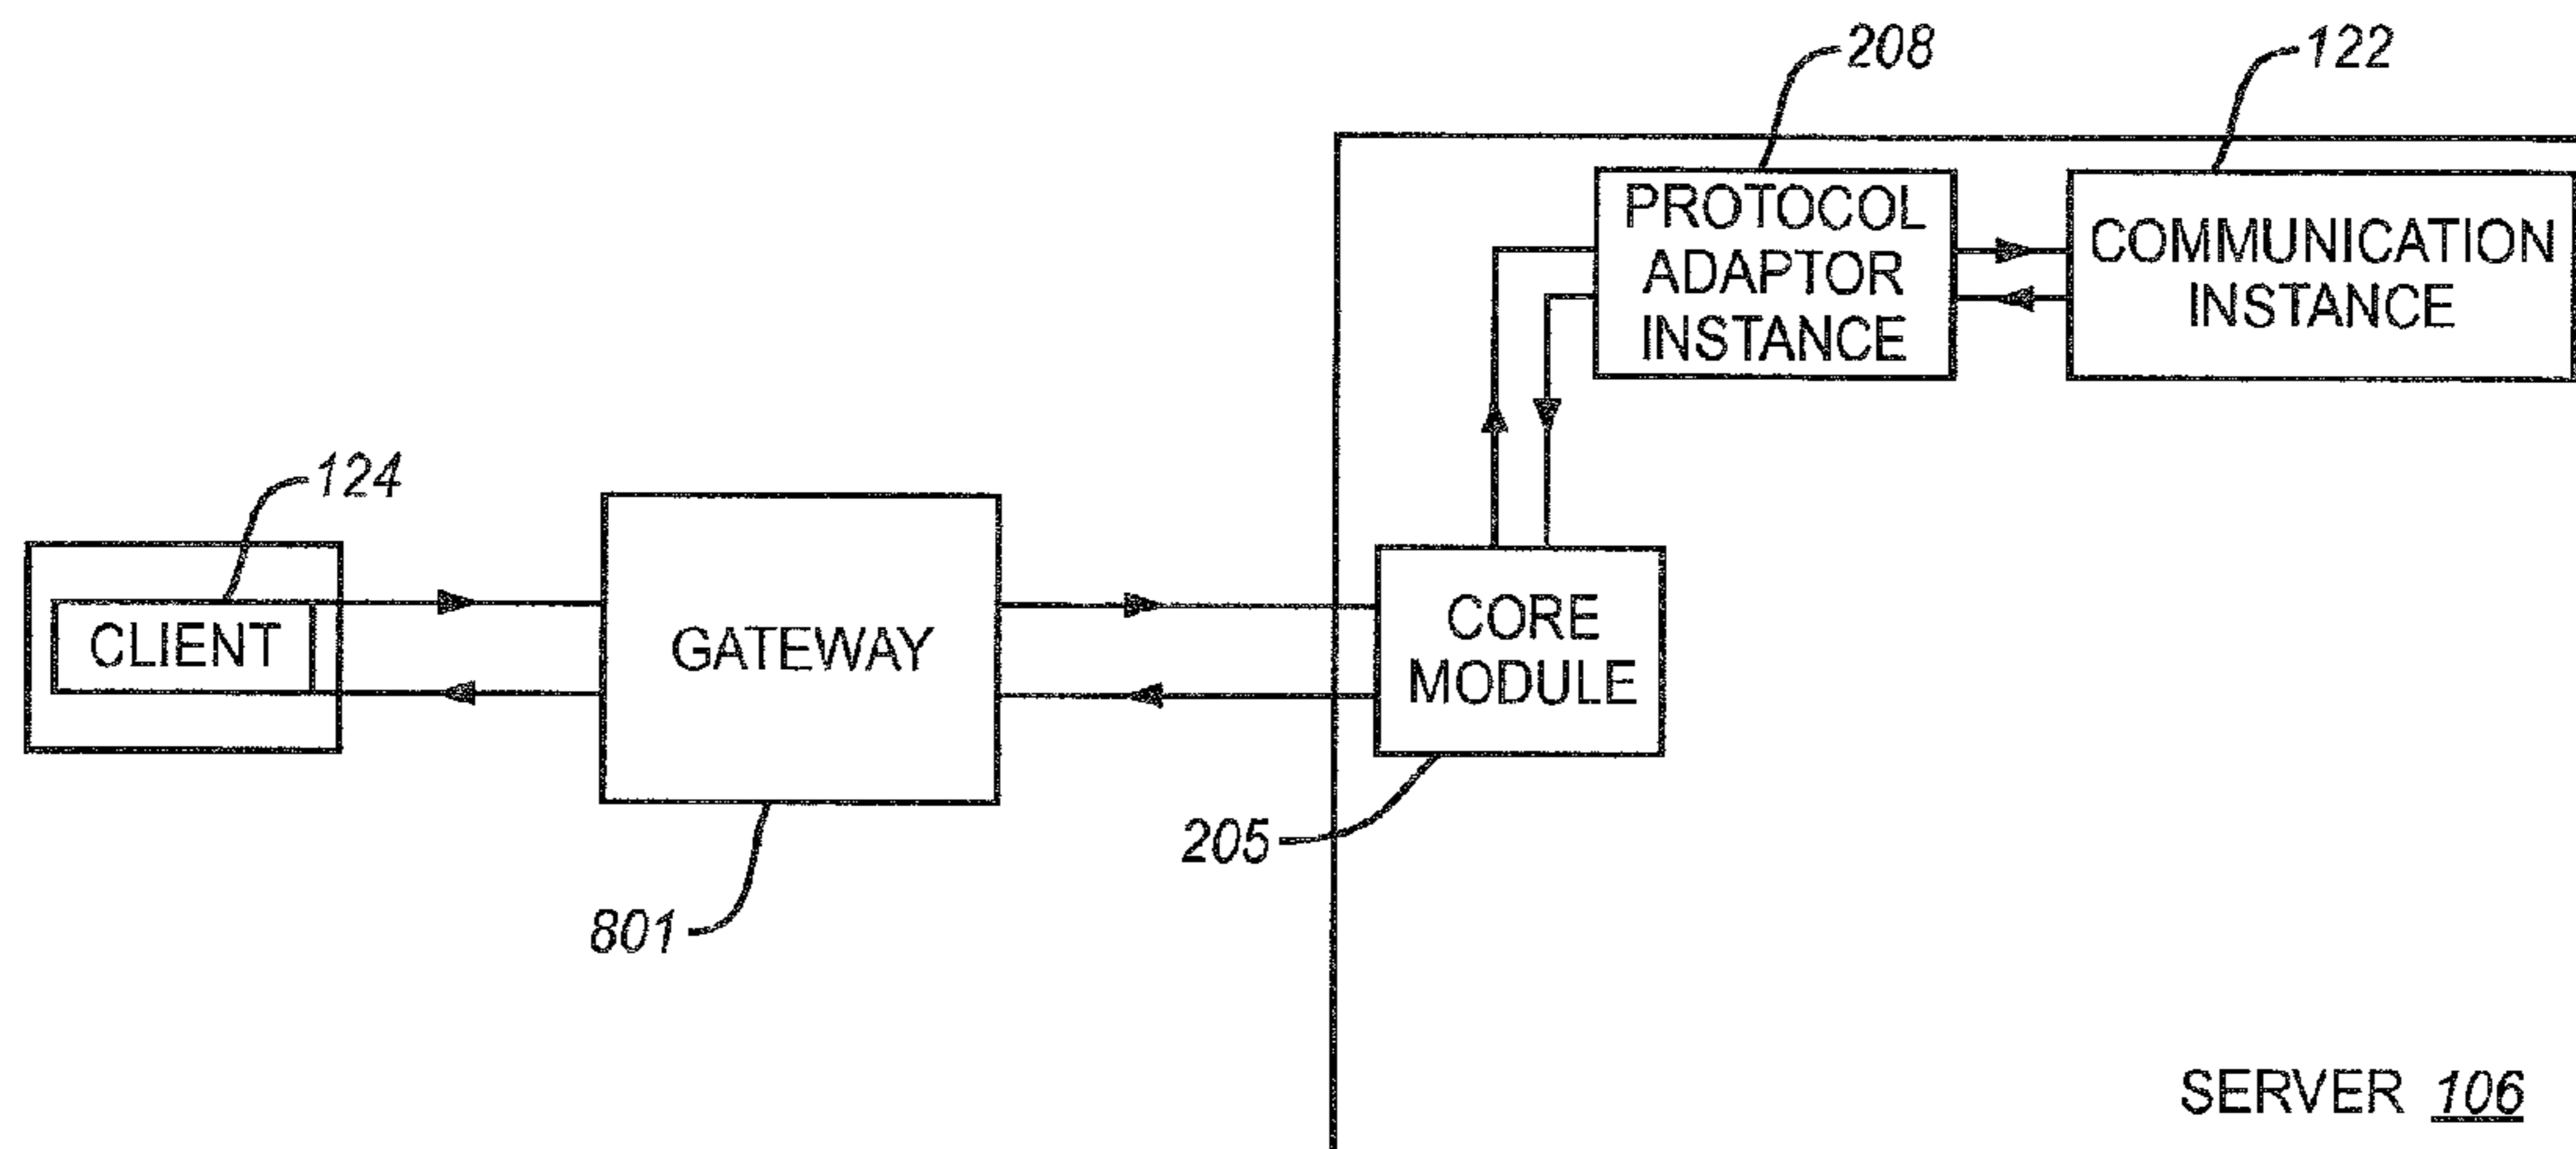 208
122
PROTOCOL
ADAPTOR
INSTANCE
COMMUNICATION
INSTANCE
124
CLIENT
GATEWAY
CORE
MODULE
205
801
SERVER 106